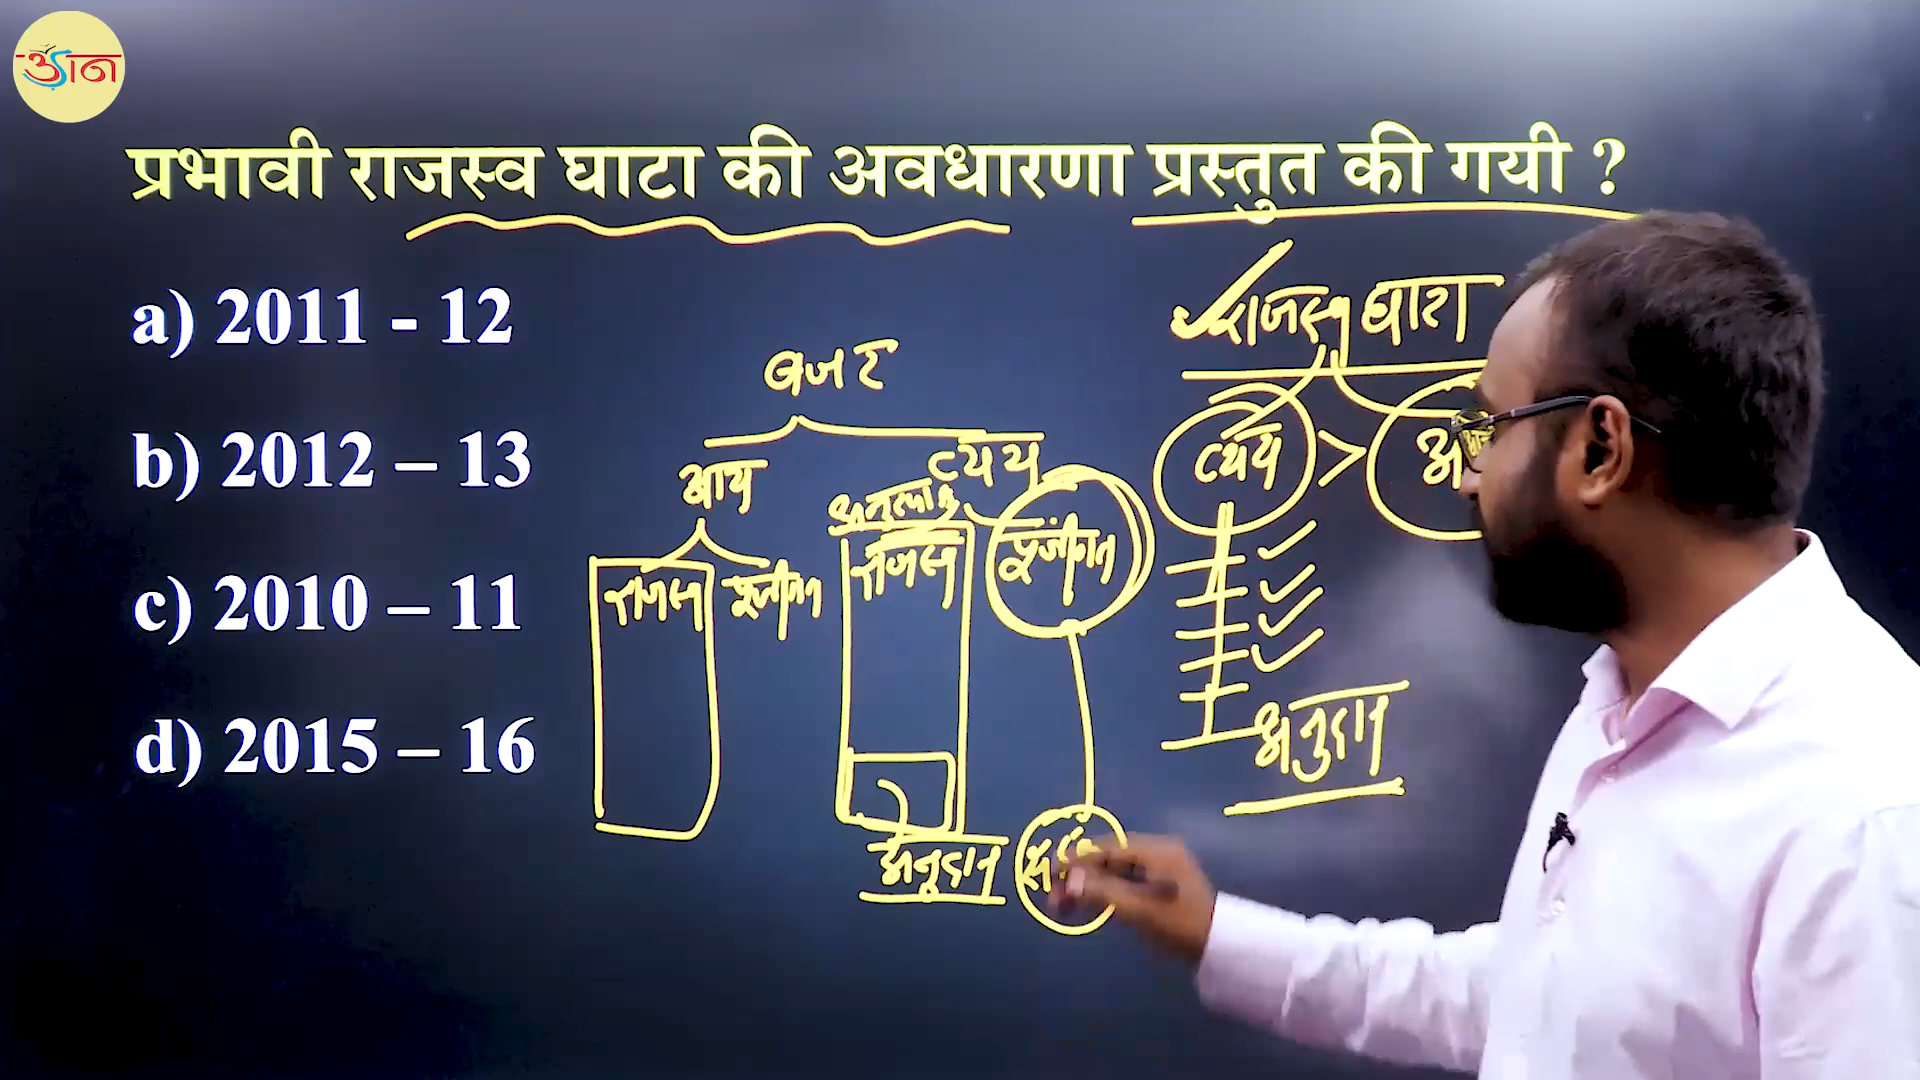 उड़ान
प्रभावी राजस्व घाटा की अवधारणा प्रस्तुत की गयी ?
a) 2011 - 12
b) 2012 – 13
c) 2010 – 11
d) 2015 – 16
राजस्व घाटा
बजट
व्यय >
आय व्यय
राजस्व पूंजीगत राजस्व पूंजीगत
अनुदान
अनुदान